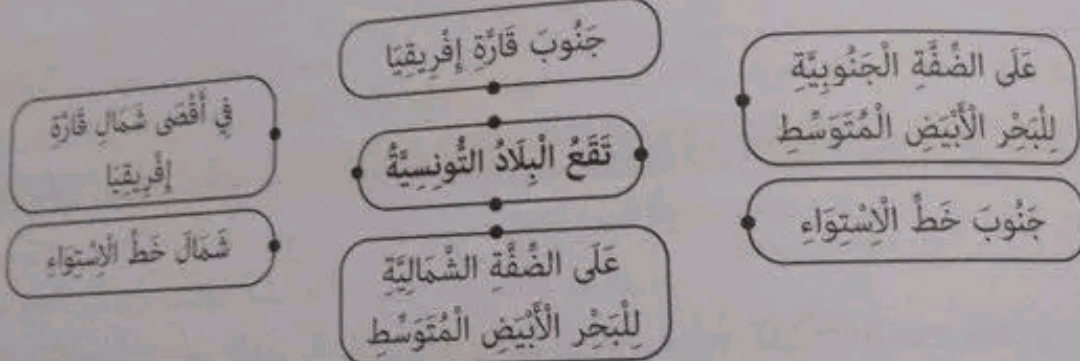 جَنُوبَ قَارَّةِ إِفْرِيقِيَا
عَلَى الضِّفَّةِ الْجَنُوبِيَّةِ
لِلْبَحْرِ الْأَبْيَضِ الْمُتَوَسِّطِ
فِي أَقْصَى شَمَالِ قَارَّةِ
إِفْرِيقِيَا
تَقَعُ الْبِلَادُ التُّونِسِيَّةُ
جَنُوبَ خَطِّ الْاِسْتِوَاءِ
شَمَالَ خَطِّ الْاِسْتِوَاءِ
عَلَى الضِّفَّةِ الشَّمَالِيَّةِ
لِلْبَحْرِ الْأَبْيَضِ الْمُتَوَسِّطِ